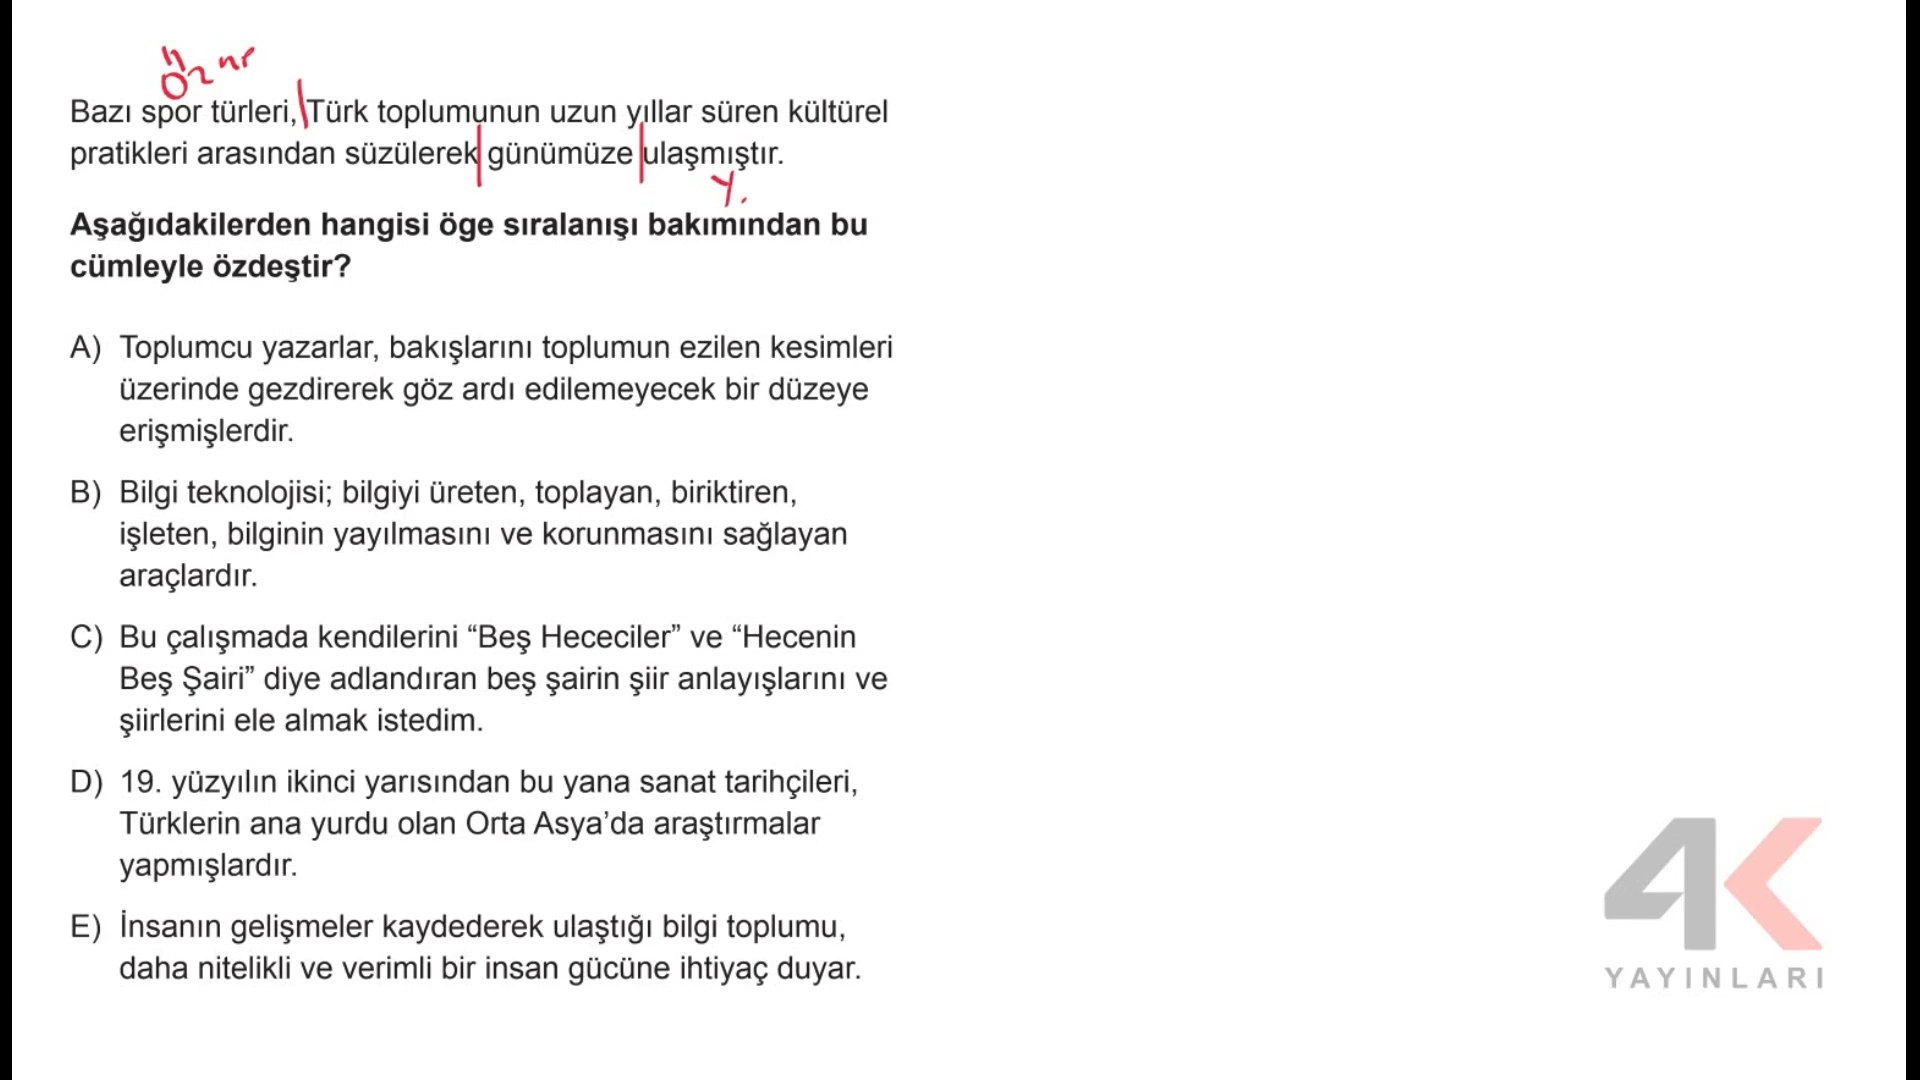 Özne
Bazı spor türleri, Türk toplumunun uzun yıllar süren kültürel
pratikleri arasından süzülerek günümüze ulaşmıştır.
Y.
Aşağıdakilerden hangisi öge sıralanışı bakımından bu
cümleyle özdeştir?
A) Toplumcu yazarlar, bakışlarını toplumun ezilen kesimleri
üzerinde gezdirerek göz ardı edilemeyecek bir düzeye
erişmişlerdir.
B) Bilgi teknolojisi; bilgiyi üreten, toplayan, biriktiren,
işleten, bilginin yayılmasını ve korunmasını sağlayan
araçlardır.
C) Bu çalışmada kendilerini “Beş Hececiler” ve “Hecenin
Beş Şairi” diye adlandıran beş şairin şiir anlayışlarını ve
şiirlerini ele almak istedim.
D) 19. yüzyılın ikinci yarısından bu yana sanat tarihçileri,
Türklerin ana yurdu olan Orta Asya’da araştırmalar
yapmışlardır.
E) İnsanın gelişmeler kaydederek ulaştığı bilgi toplumu,
daha nitelikli ve verimli bir insan gücüne ihtiyaç duyar.
4K
YAYINLARI